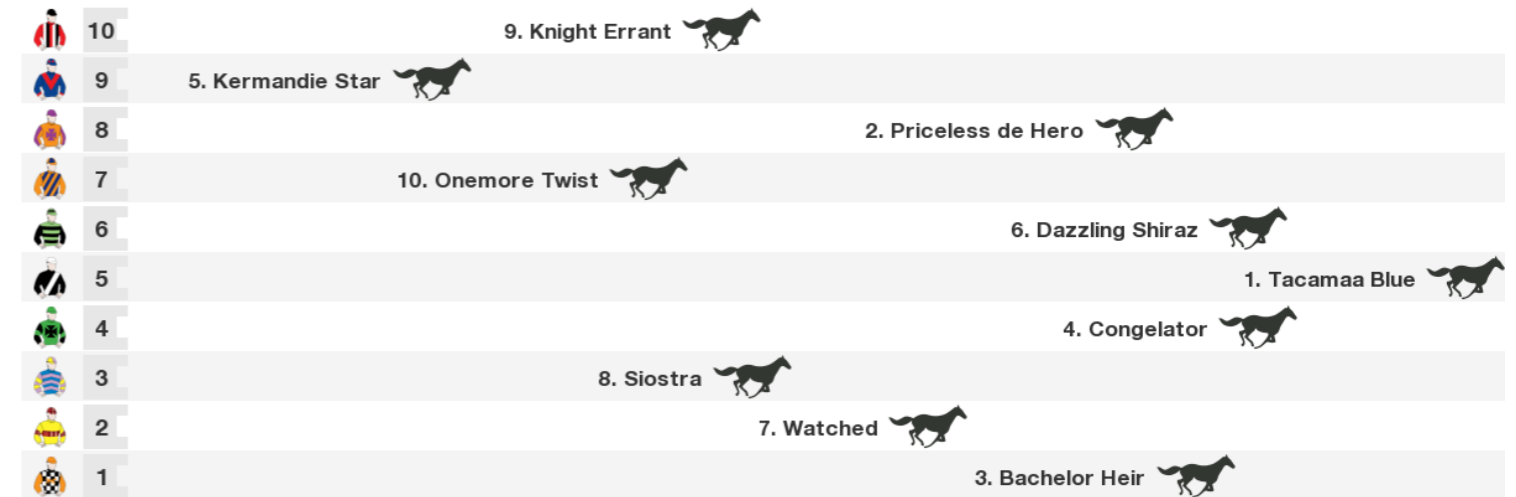 10 9. Knight Errant
9 5. Kermandie Star
8 2. Priceless de Hero
7 10. Onemore Twist
6 6. Dazzling Shiraz
5 1. Tacamaa Blue
4 4. Congelator
3 8. Siostra
2 7. Watched
1 3. Bachelor Heir